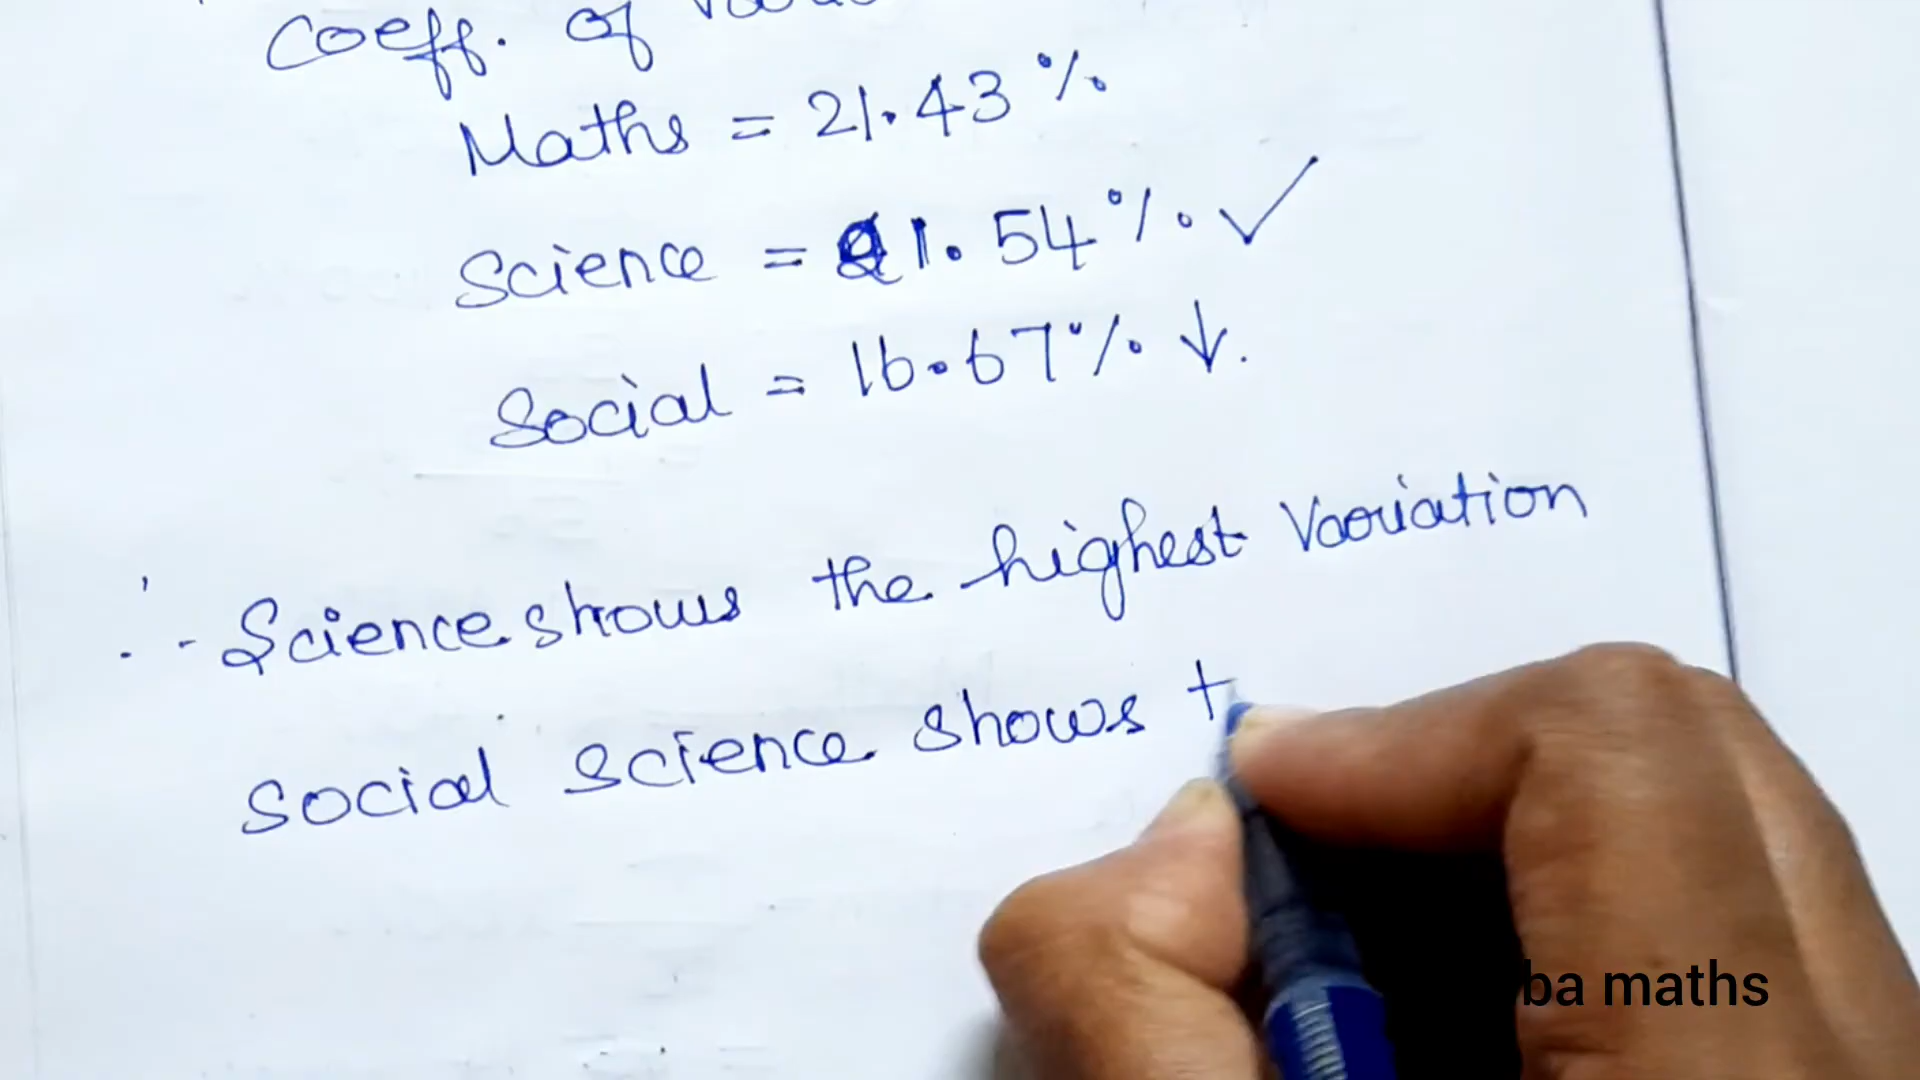 Coeff. of
Maths = 21.43 %
Science = 21.54 % ✓
Social = 16.67 % ↓.
∴ Science shows the highest Variation
Social Science shows t
ba maths